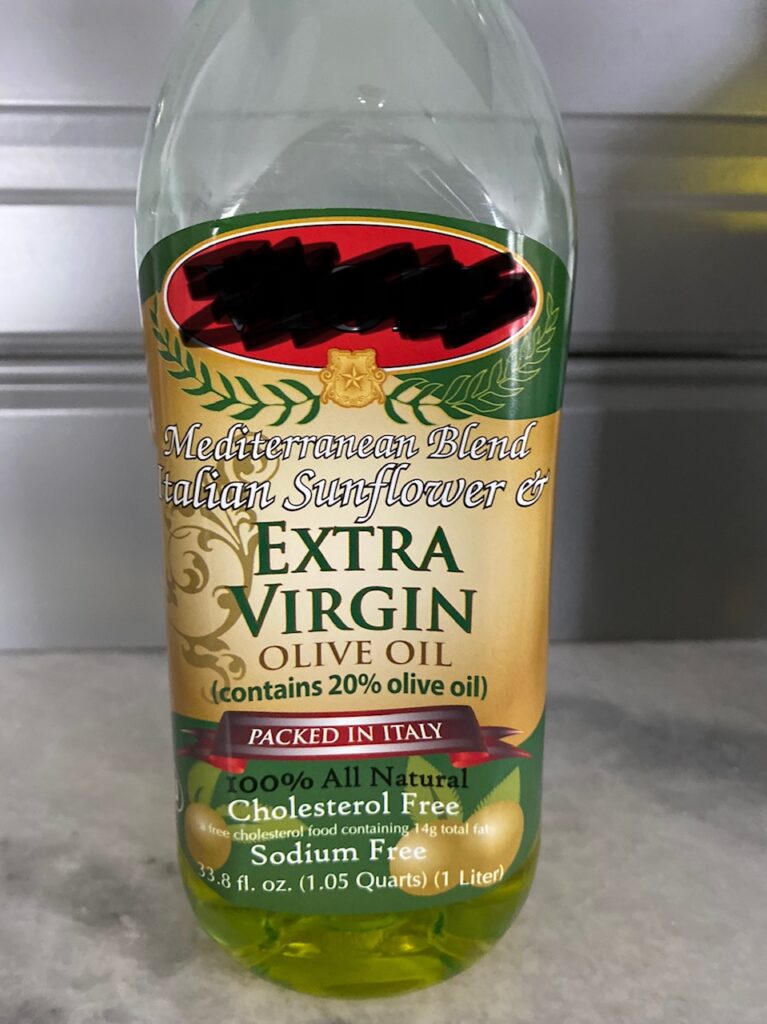 Mediterranean Blend
Italian Sunflower &
EXTRA
VIRGIN
OLIVE OIL
(contains 20% olive oil)
PACKED IN ITALY
100% All Natural
Cholesterol Free
a free cholesterol food containing 14g total fat
Sodium Free
33.8 fl. oz. (1.05 Quarts) (1 Liter)